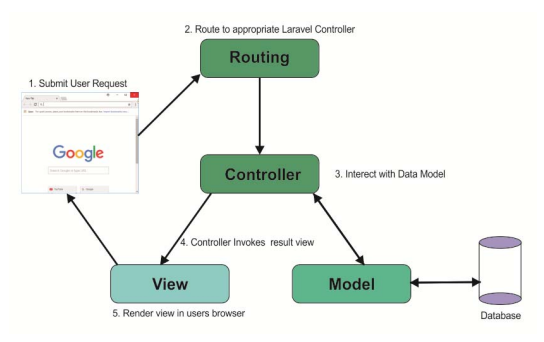 2. Route to appropriate Laravel Controller
Routing
1. Submit User Request
Google
Controller
3. Interect with Data Model
4. Controller Invokes  result view
View
Model
5. Render view in users browser
Database